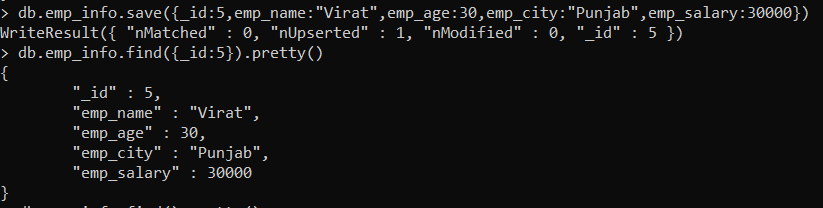 > db.emp_info.save({_id:5,emp_name:"Virat",emp_age:30,emp_city:"Punjab",emp_salary:30000})
WriteResult({ "nMatched" : 0, "nUpserted" : 1, "nModified" : 0, "_id" : 5 })
> db.emp_info.find({_id:5}).pretty()
{
        "_id" : 5,
        "emp_name" : "Virat",
        "emp_age" : 30,
        "emp_city" : "Punjab",
        "emp_salary" : 30000
}